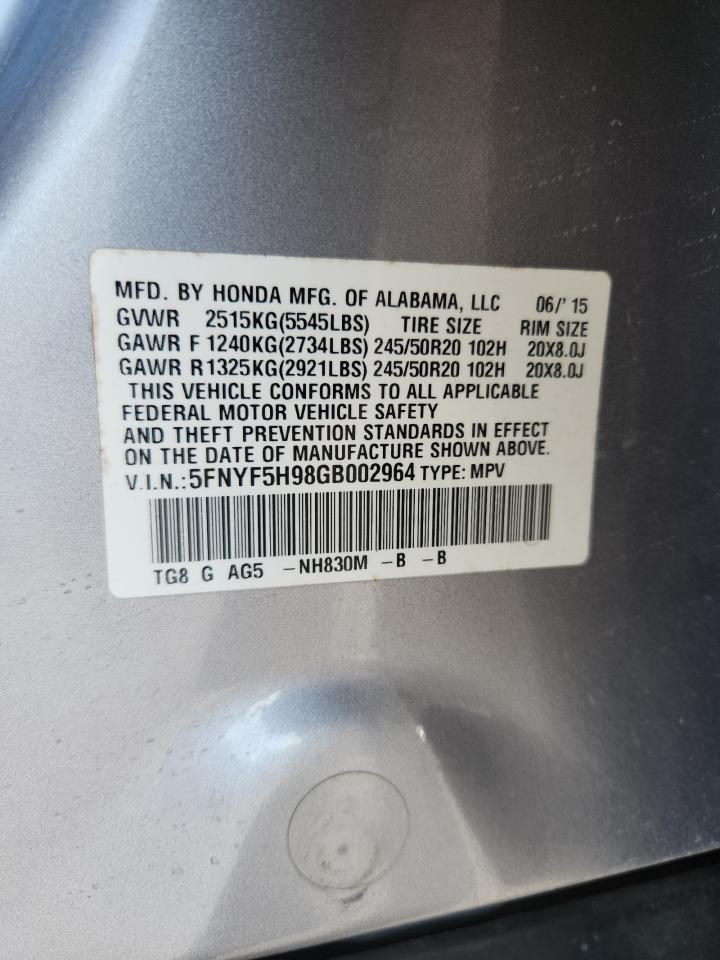 MFD. BY HONDA MFG. OF ALABAMA, LLC 06/'15
GVWR 2515KG(5545LBS) TIRE SIZE RIM SIZE
GAWR F 1240KG(2734LBS) 245/50R20 102H 20X8.0J
GAWR R1325KG(2921LBS) 245/50R20 102H 20X8.0J
THIS VEHICLE CONFORMS TO ALL APPLICABLE
FEDERAL MOTOR VEHICLE SAFETY
AND THEFT PREVENTION STANDARDS IN EFFECT
ON THE DATE OF MANUFACTURE SHOWN ABOVE.
V.I.N.:5FNYF5H98GB002964 TYPE: MPV
TG8 G AG5 -NH830M -B -B